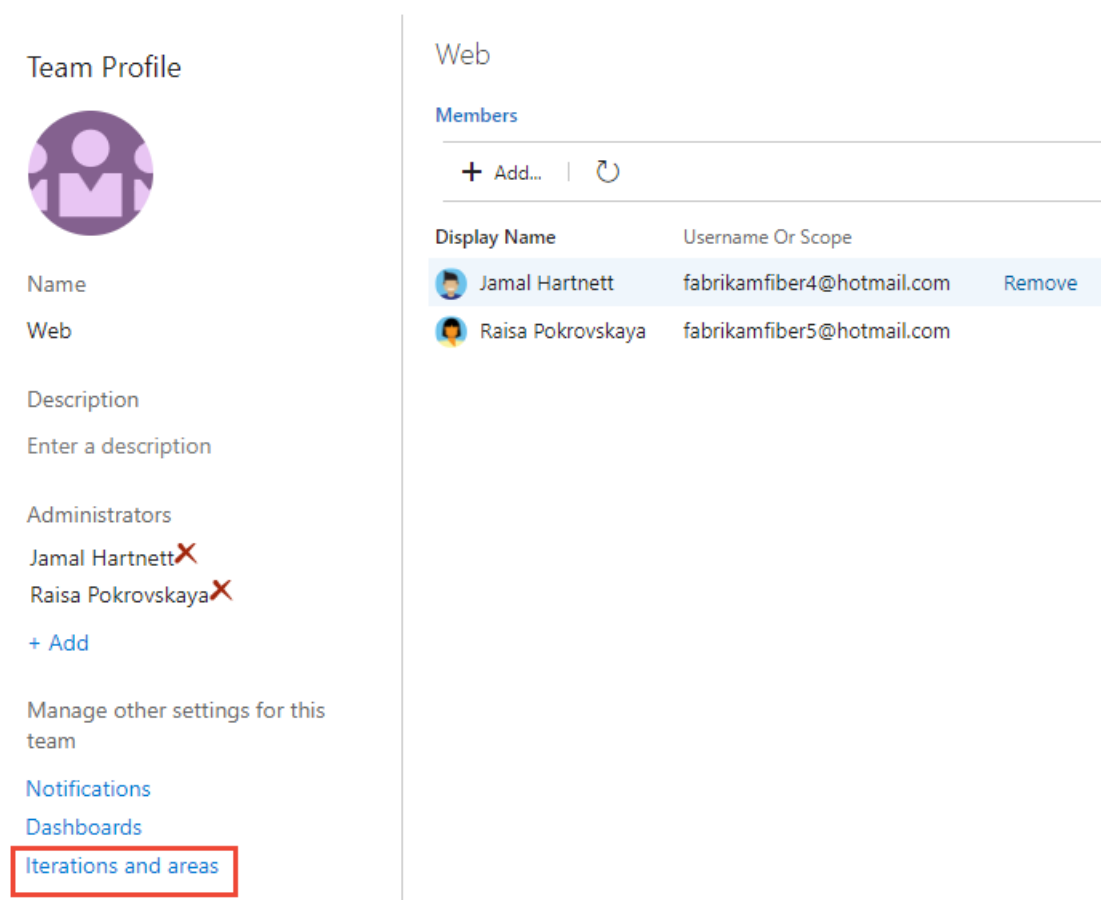 Team Profile
Name
Web
Description
Enter a description
Administrators
Jamal Hartnett
Raisa Pokrovskaya
+ Add
Manage other settings for this
team
Notifications
Dashboards
Iterations and areas
Web
Members
+ Add...
Display Name Username Or Scope
Jamal Hartnett fabrikamfiber4@hotmail.com Remove
Raisa Pokrovskaya fabrikamfiber5@hotmail.com